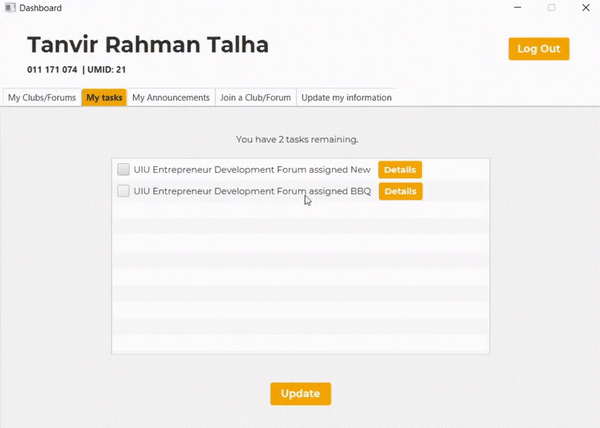 Dashboard
Tanvir Rahman Talha
Log Out
011 171 074 | UMID: 21
My Clubs/Forums My tasks My Announcements Join a Club/Forum Update my information
You have 2 tasks remaining.
UIU Entrepreneur Development Forum assigned New Details
UIU Entrepreneur Development Forum assigned BBQ Details
Update